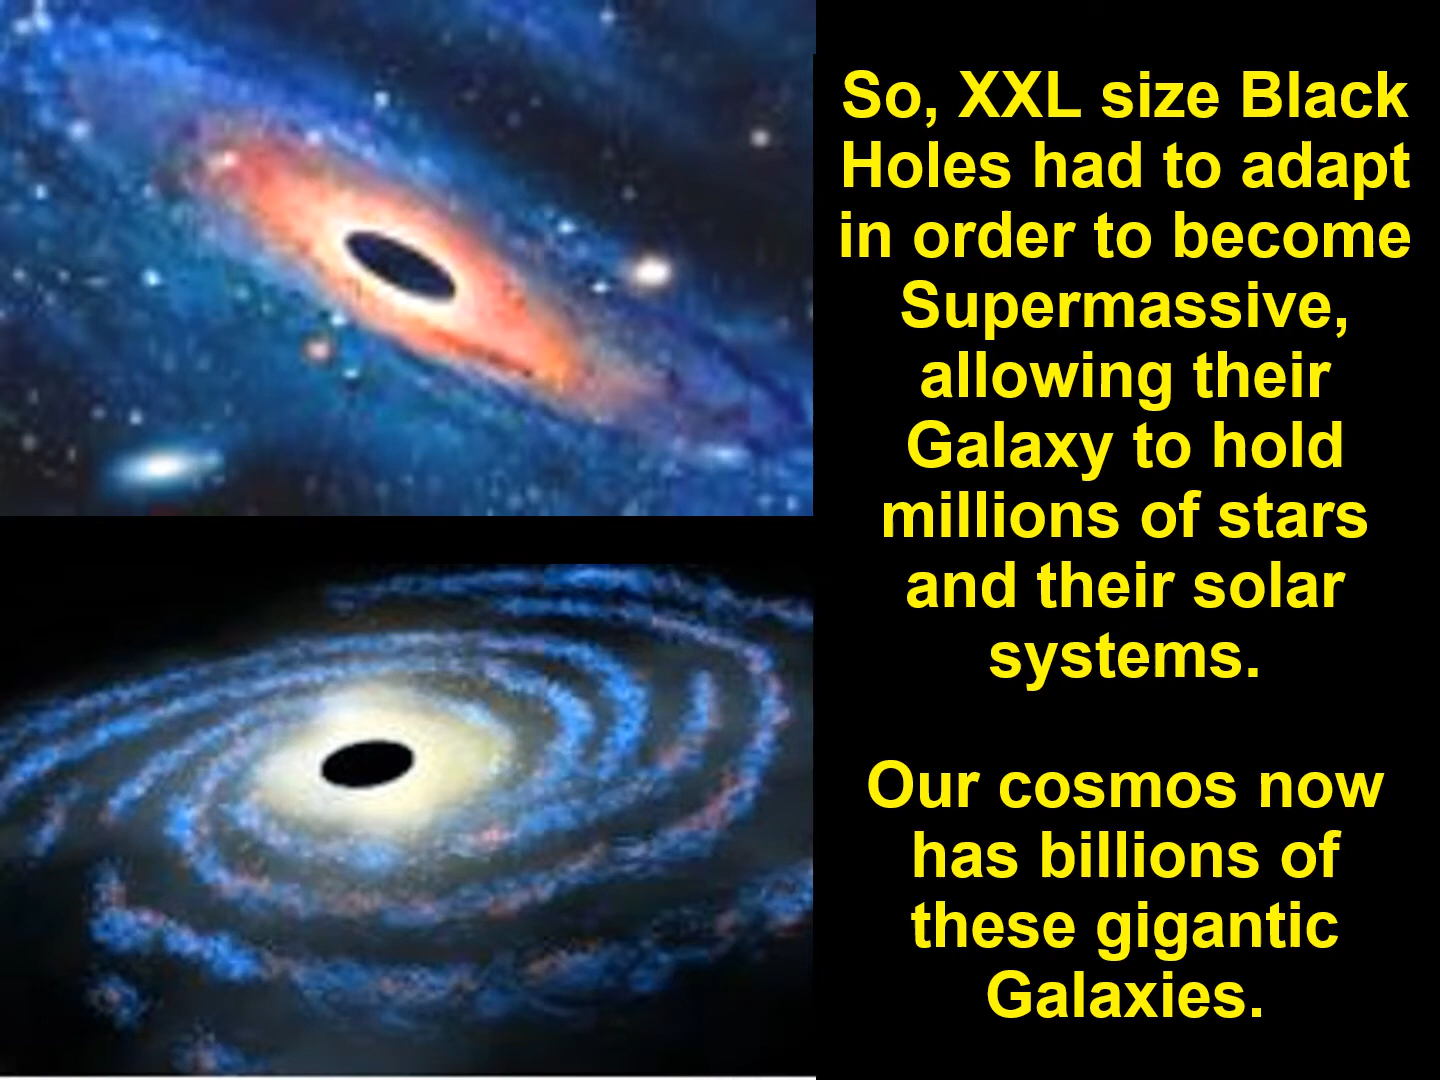 So, XXL size Black
Holes had to adapt
in order to become
Supermassive,
allowing their
Galaxy to hold
millions of stars
and their solar
systems.
Our cosmos now
has billions of
these gigantic
Galaxies.